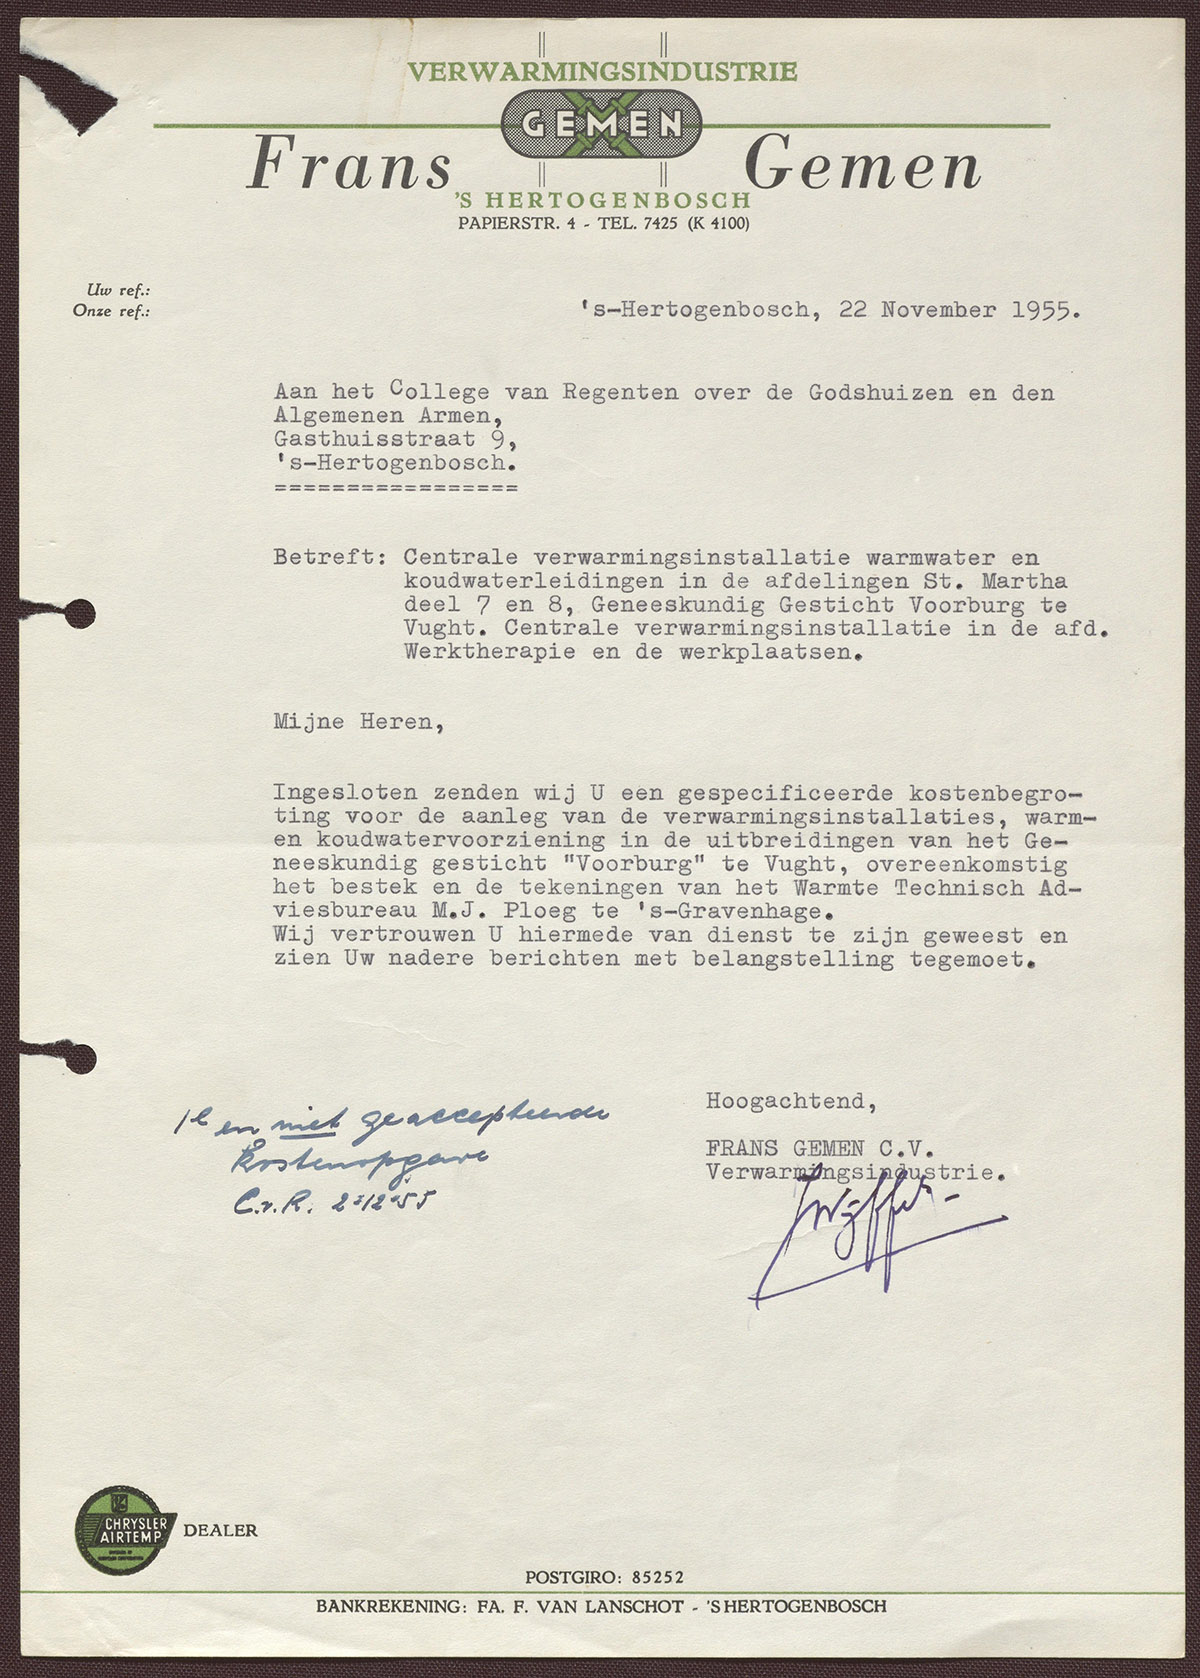 VERWARMINGSINDUSTRIE
GEMEN
Frans Gemen
'S HERTOGENBOSCH
PAPIERSTR. 4 - TEL. 7425 (K 4100)
Uw ref.:
Onze ref.:
's-Hertogenbosch, 22 November 1955.
Aan het College van Regenten over de Godshuizen en den
Algemenen Armen,
Gasthuisstraat 9,
's-Hertogenbosch.
=================
Betreft: Centrale verwarmingsinstallatie warmwater en
koudwaterleidingen in de afdelingen St. Martha
deel 7 en 8, Geneeskundig Gesticht Voorburg te
Vught. Centrale verwarmingsinstallatie in de afd.
Werktherapie en de werkplaatsen.
Mijne Heren,
Ingesloten zenden wij U een gespecificeerde kostenbegro-
ting voor de aanleg van de verwarmingsinstallaties, warm-
en koudwatervoorziening in de uitbreidingen van het Ge-
neeskundig gesticht "Voorburg" te Vught, overeenkomstig
het bestek en de tekeningen van het Warmte Technisch Ad-
viesbureau M.J. Ploeg te 's-Gravenhage.
Wij vertrouwen U hiermede van dienst te zijn geweest en
zien Uw nadere berichten met belangstelling tegemoet.
Hoogachtend,
FRANS GEMEN C.V.
Verwarmingsindustrie.
1e en niet geaccepteerde
kostenopgave
C.v.R. 2-12-55
CHRYSLER
AIRTEMP
DEALER
POSTGIRO: 85252
BANKREKENING: FA. F. VAN LANSCHOT - 'S HERTOGENBOSCH